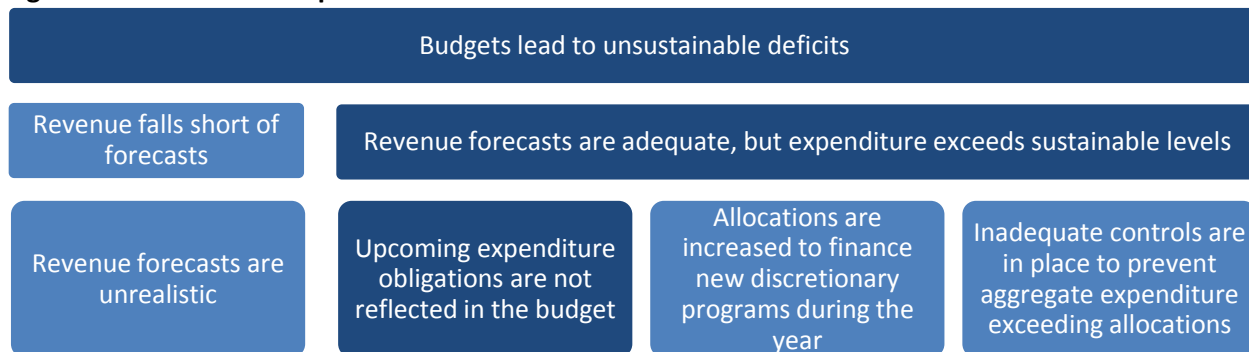 Budgets lead to unsustainable deficits
Revenue falls short of
forecasts
Revenue forecasts are adequate, but expenditure exceeds sustainable levels
Revenue forecasts are
unrealistic
Upcoming expenditure
obligations are not
reflected in the budget
Allocations are
increased to finance
new discretionary
programs during the
year
Inadequate controls are
in place to prevent
aggregate expenditure
exceeding allocations